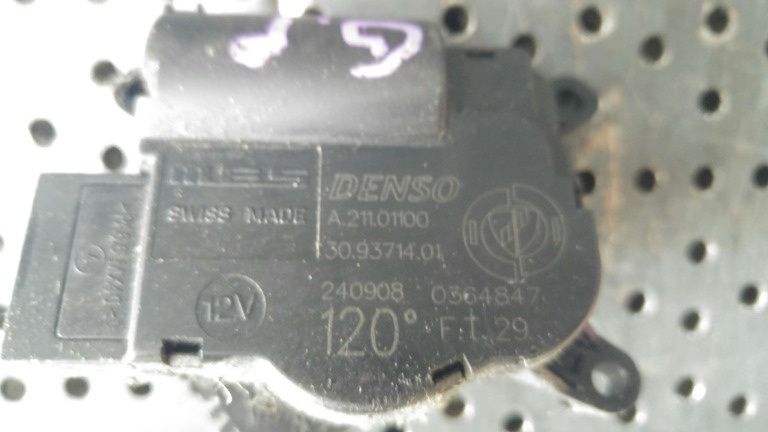 DENSO
SWISS MADE
A.211.01100
30.93714.01
12V
240908 0364847
120° F.t.29